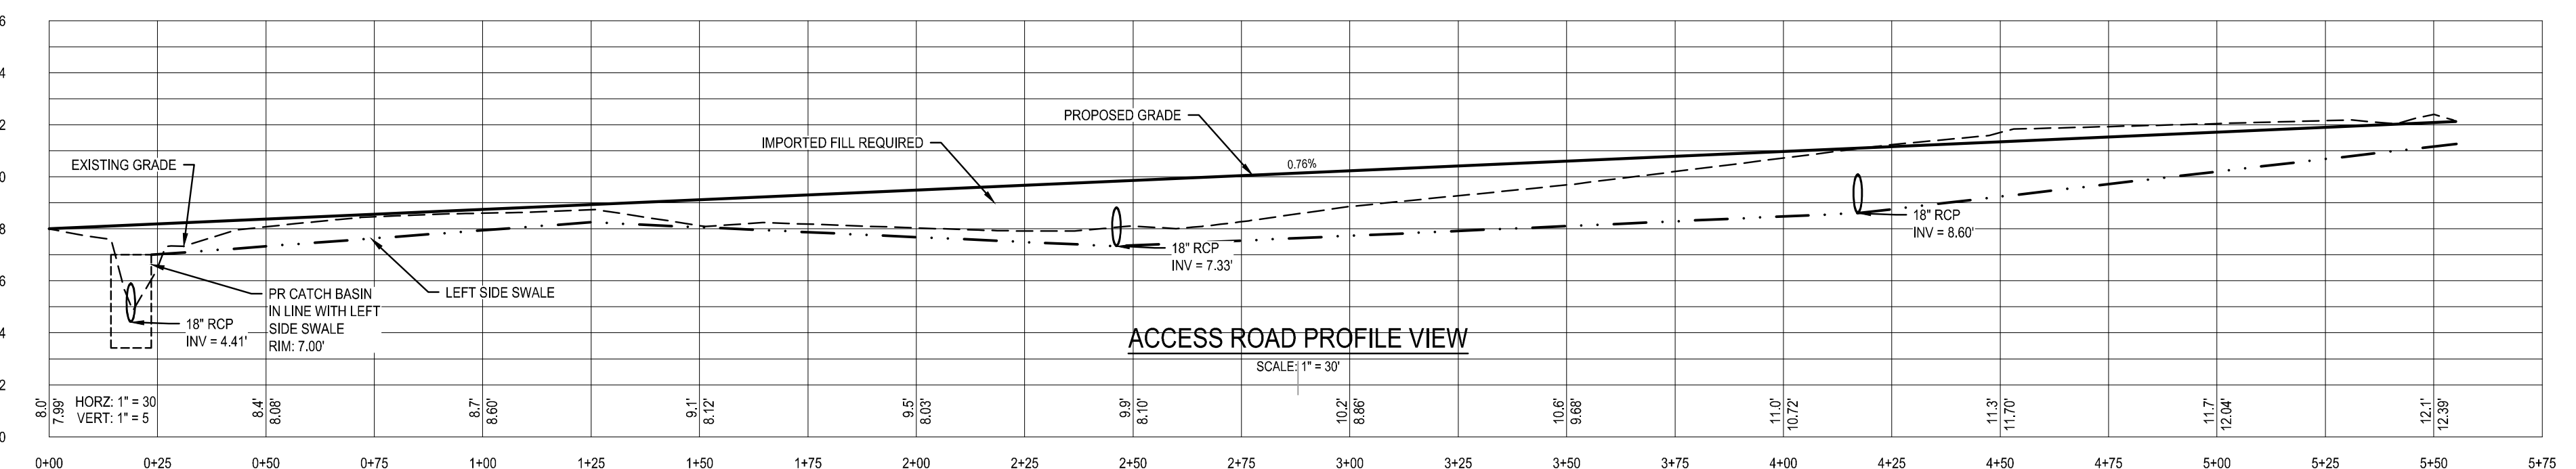 6
4
2
0
8
6
4
2
0
EXISTING GRADE
IMPORTED FILL REQUIRED
PROPOSED GRADE
0.76%
PR CATCH BASIN
IN LINE WITH LEFT
SIDE SWALE
RIM: 7.00'
18" RCP
INV = 4.41'
LEFT SIDE SWALE
18" RCP
INV = 7.33'
18" RCP
INV = 8.60'
ACCESS ROAD PROFILE VIEW
SCALE: 1" = 30'
HORZ: 1" = 30
VERT: 1" = 5
8.0'
7.99'
8.4'
8.08'
8.7'
8.60'
9.1'
8.12'
9.5'
8.03'
9.9'
8.10'
10.2'
8.86'
10.6'
9.68'
11.0'
10.72'
11.3'
11.70'
11.7'
12.04'
12.1'
12.39'
0+00 0+25 0+50 0+75 1+00 1+25 1+50 1+75 2+00 2+25 2+50 2+75 3+00 3+25 3+50 3+75 4+00 4+25 4+50 4+75 5+00 5+25 5+50 5+75